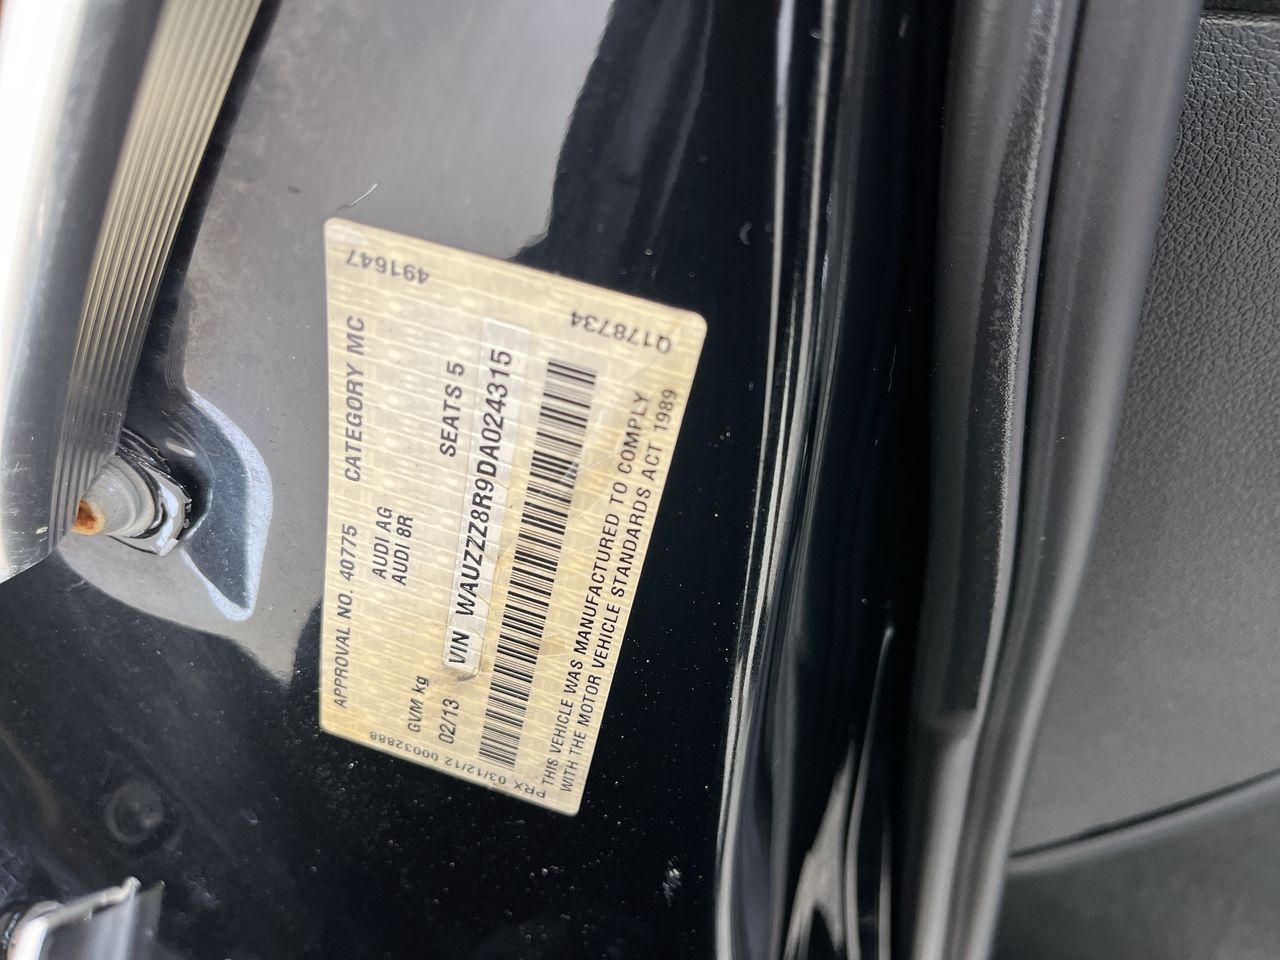 APPROVAL NO. 40775 CATEGORY MC
491647
AUDI AG
AUDI 8R
GVM kg
SEATS 5
02/13
VIN WAUZZZ8R9DA024315
Q178734
THIS VEHICLE WAS MANUFACTURED TO COMPLY
WITH THE MOTOR VEHICLE STANDARDS ACT 1989
PRX 03/12/12 00032888